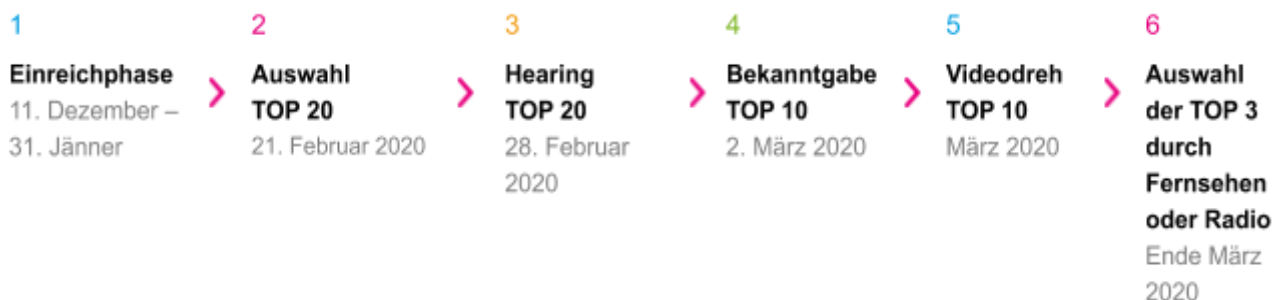 1
Einreichphase
11. Dezember –
31. Jänner
2
Auswahl
TOP 20
21. Februar 2020
3
Hearing
TOP 20
28. Februar
2020
4
Bekanntgabe
TOP 10
2. März 2020
5
Videodreh
TOP 10
März 2020
6
Auswahl
der TOP 3
durch
Fernsehen
oder Radio
Ende März
2020